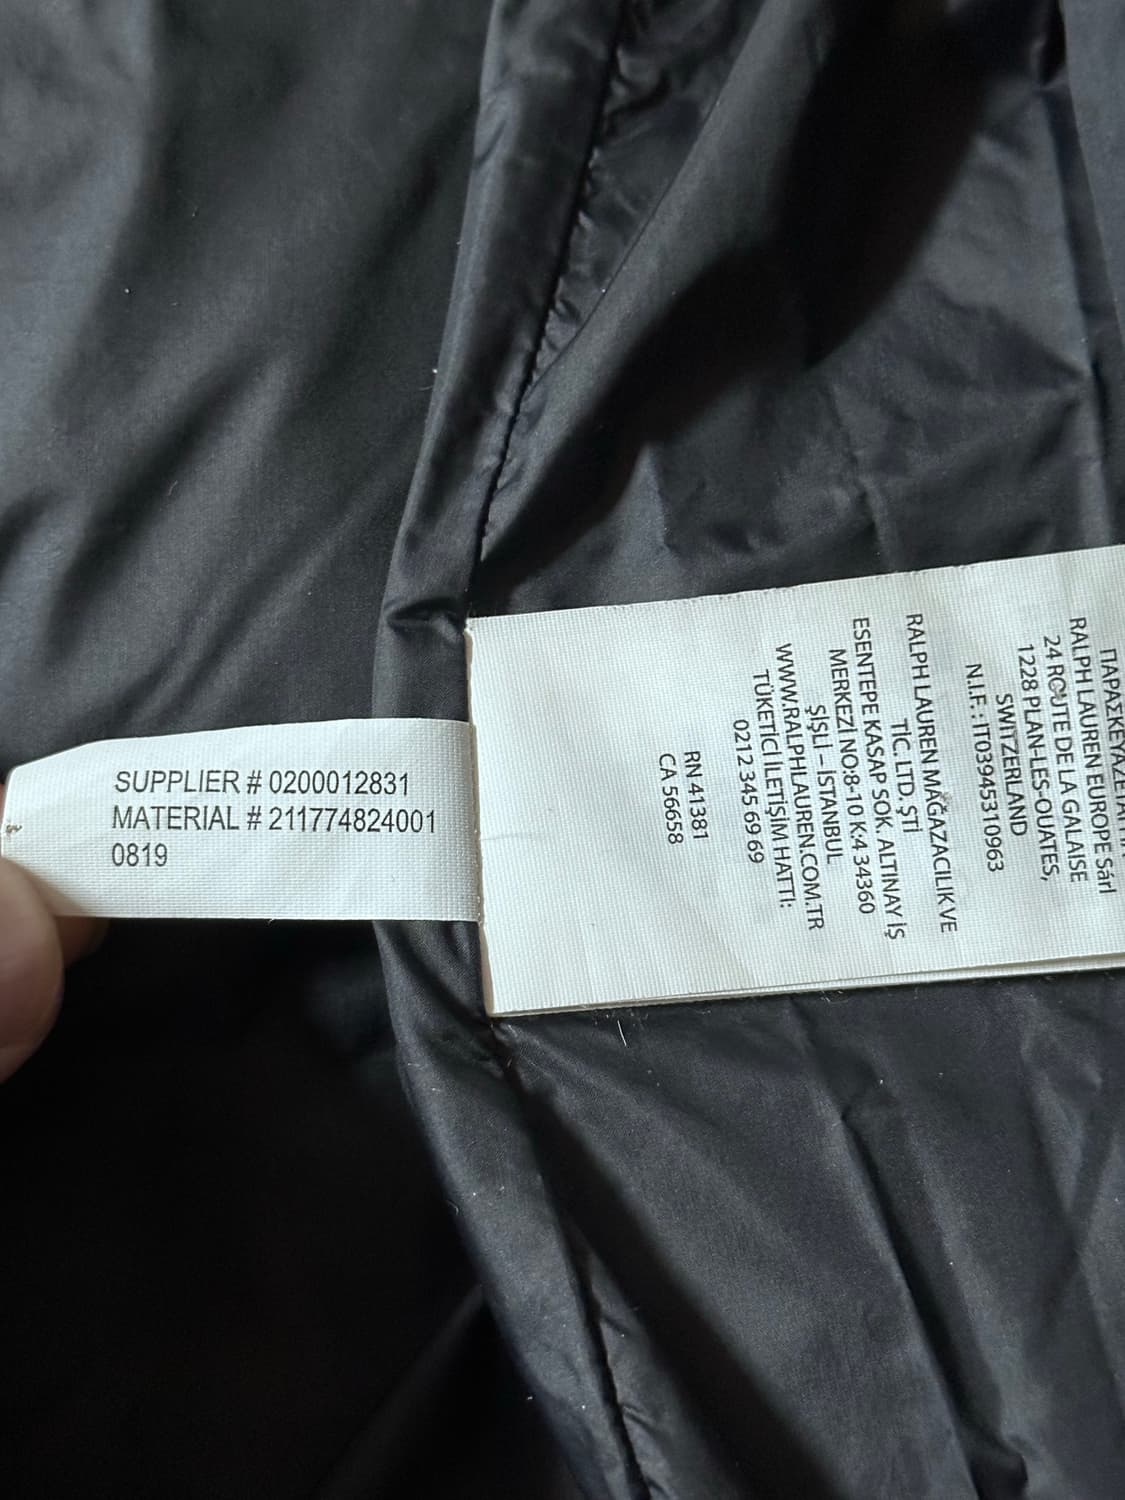 SUPPLIER # 0200012831
MATERIAL # 211774824001
0819
RALPH LAUREN EUROPE Sárl
24 ROUTE DE LA GALAISE
1228 PLAN-LES-OUATES,
SWITZERLAND
N.I.F. : IT03945310963
RALPH LAUREN MAĞAZACILIK VE
TİC. LTD. ŞTİ
ESENTEPE KASAP SOK. ALTINAY İŞ
MERKEZİ NO:8-10 K:4 34360
ŞİŞLİ – İSTANBUL
WWW.RALPHLAUREN.COM.TR
TÜKETİCİ İLETİŞİM HATTI:
0212 345 69 69
RN 41381
CA 56658